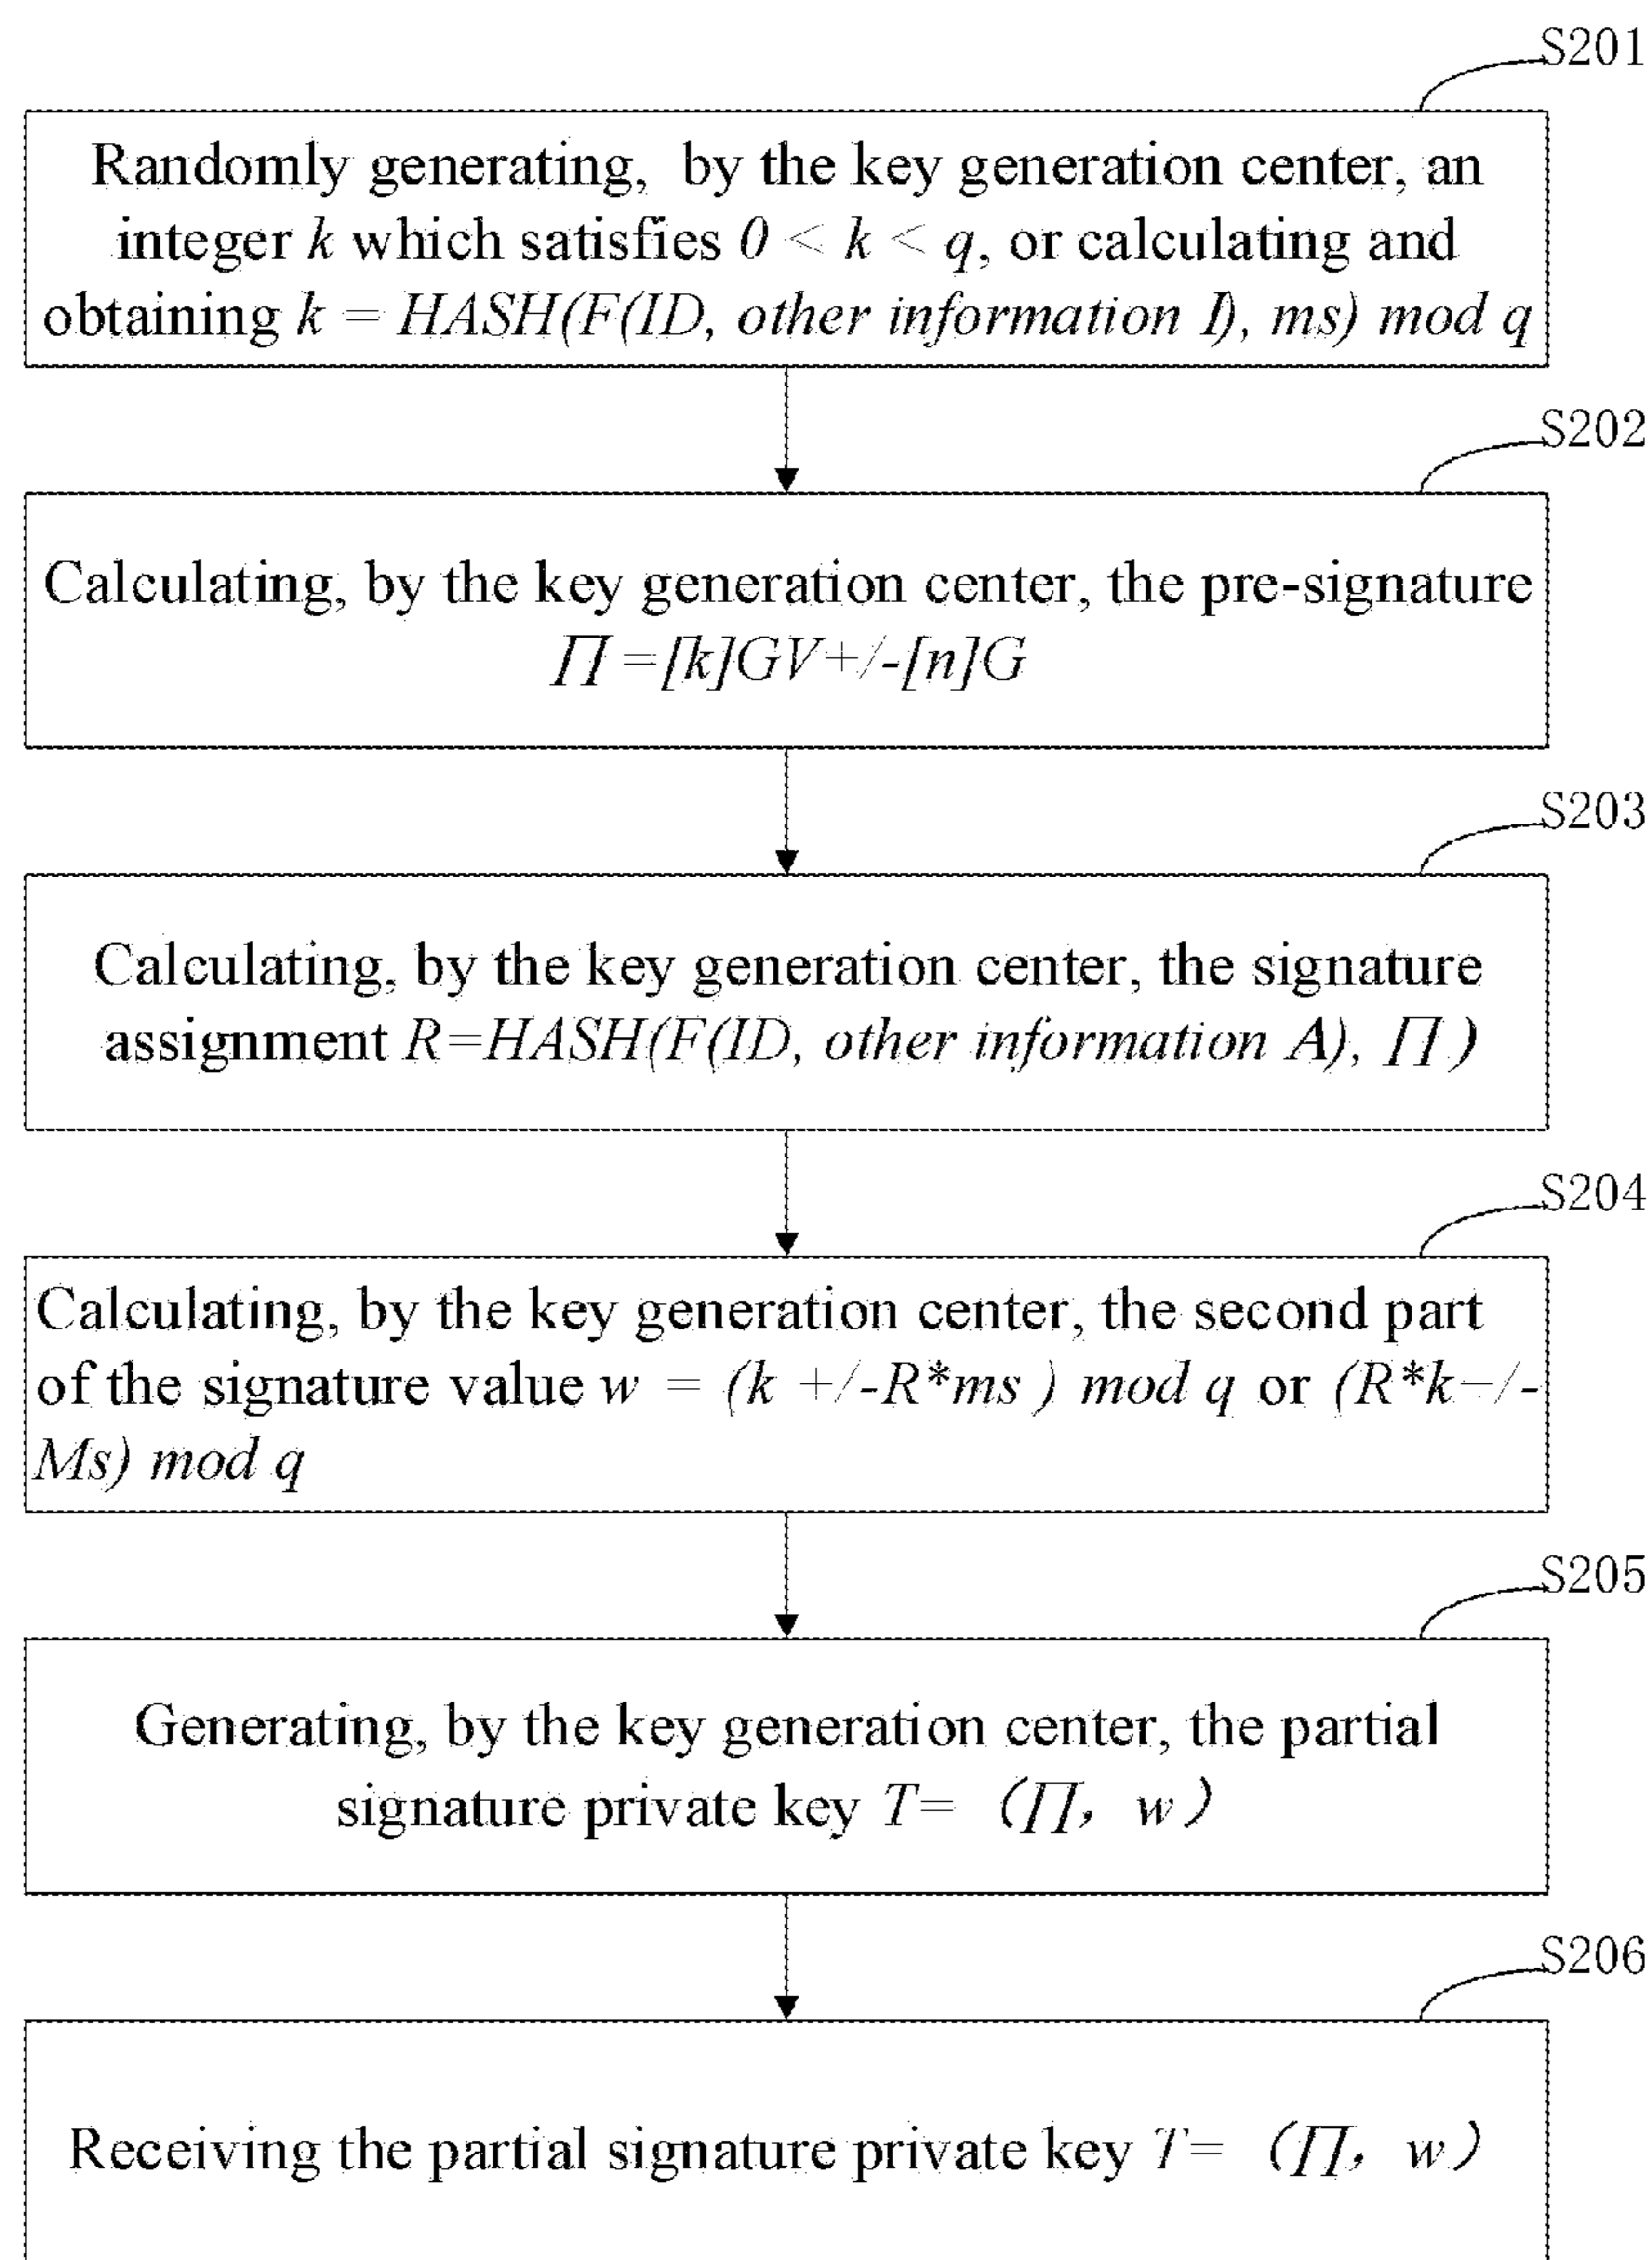 S201
Randomly generating, by the key generation center, an
integer k which satisfies 0 < k < q, or calculating and
obtaining k = HASH(F(ID, other information I), ms) mod q
S202
Calculating, by the key generation center, the pre-signature
Π =[k]GV+/-[n]G
S203
Calculating, by the key generation center, the signature
assignment R=HASH(F(ID, other information A), Π )
S204
Calculating, by the key generation center, the second part
of the signature value w = (k +/-R*ms ) mod q or (R*k+/-
Ms) mod q
S205
Generating, by the key generation center, the partial
signature private key T= (Π, w)
S206
Receiving the partial signature private key T= (Π, w)